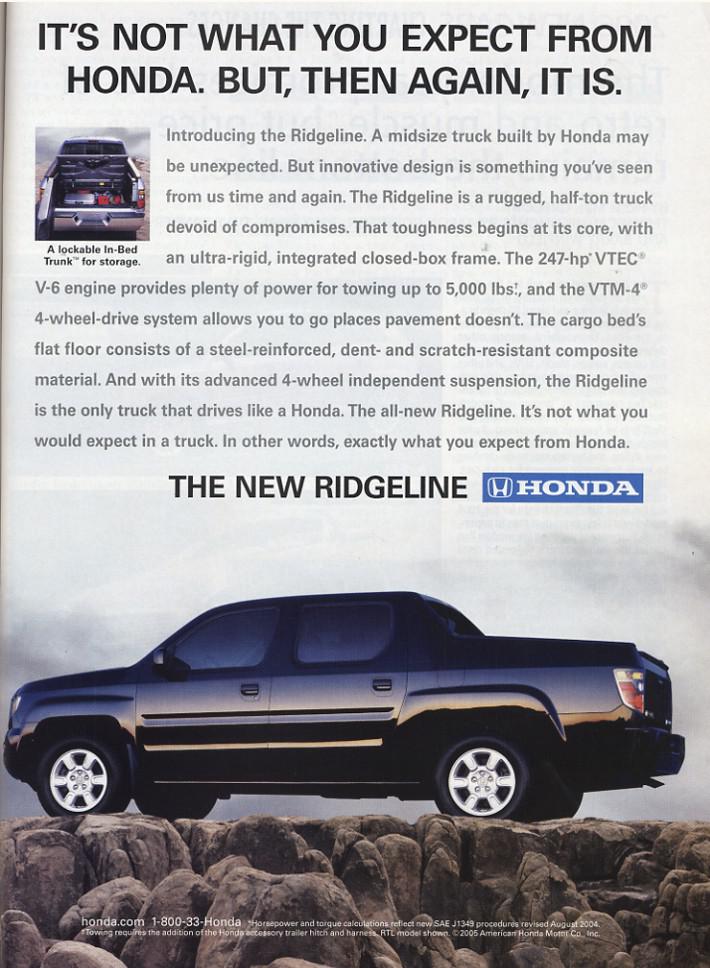 IT'S NOT WHAT YOU EXPECT FROM
HONDA. BUT, THEN AGAIN, IT IS.
Introducing the Ridgeline. A midsize truck built by Honda may
be unexpected. But innovative design is something you've seen
from us time and again. The Ridgeline is a rugged, half-ton truck
devoid of compromises. That toughness begins at its core, with
A lockable In-Bed
Trunk™ for storage.
an ultra-rigid, integrated closed-box frame. The 247-hp* VTEC®
V-6 engine provides plenty of power for towing up to 5,000 lbs†, and the VTM-4®
4-wheel-drive system allows you to go places pavement doesn't. The cargo bed's
flat floor consists of a steel-reinforced, dent- and scratch-resistant composite
material. And with its advanced 4-wheel independent suspension, the Ridgeline
is the only truck that drives like a Honda. The all-new Ridgeline. It's not what you
would expect in a truck. In other words, exactly what you expect from Honda.
THE NEW RIDGELINE HONDA
honda.com 1-800-33-Honda *Horsepower and torque calculations reflect new SAE J1349 procedures revised August 2004.
†Towing requires the addition of the Honda accessory trailer hitch and harness. RTL model shown. ©2005 American Honda Motor Co., Inc.